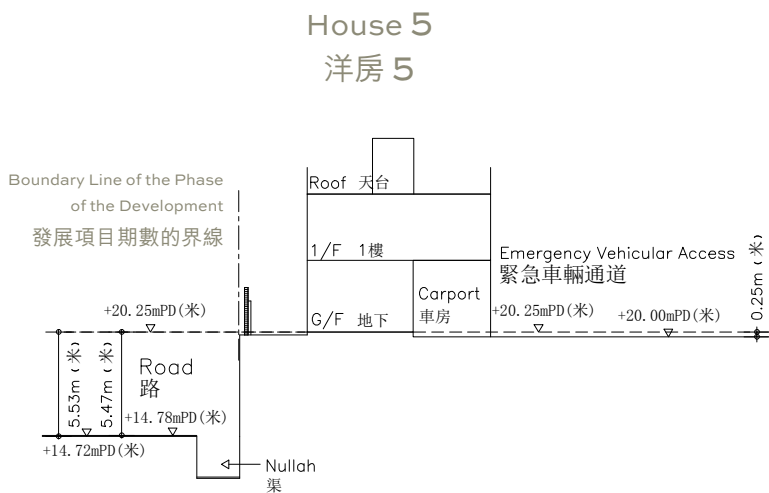 House 5
洋房 5
Boundary Line of the Phase
of the Development
發展項目期數的界線
Roof 天台
1/F 1樓
G/F 地下
Carport
車房
Emergency Vehicular Access
緊急車輛通道
0.25m (米)
+20.25mPD(米)
+20.25mPD(米)
+20.00mPD(米)
5.53m (米)
5.47m (米)
Road
路
+14.78mPD(米)
+14.72mPD(米)
Nullah
渠